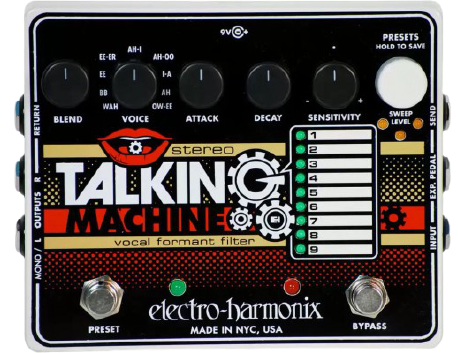 9V
PRESETS
HOLD TO SAVE
AH-I
EE-ER
AH-OO
EE
I-A
BB
AH
WAH
OW-EE
BLEND
VOICE
ATTACK
DECAY
SENSITIVITY
- +
SWEEP
LEVEL
RETURN
SEND
stereo
TALKING
MACHINE
vocal formant filter
1
2
3
4
5
6
7
8
9
MONO / L OUTPUTS R
EXP. PEDAL
INPUT
electro-harmonix
MADE IN NYC, USA
PRESET
BYPASS